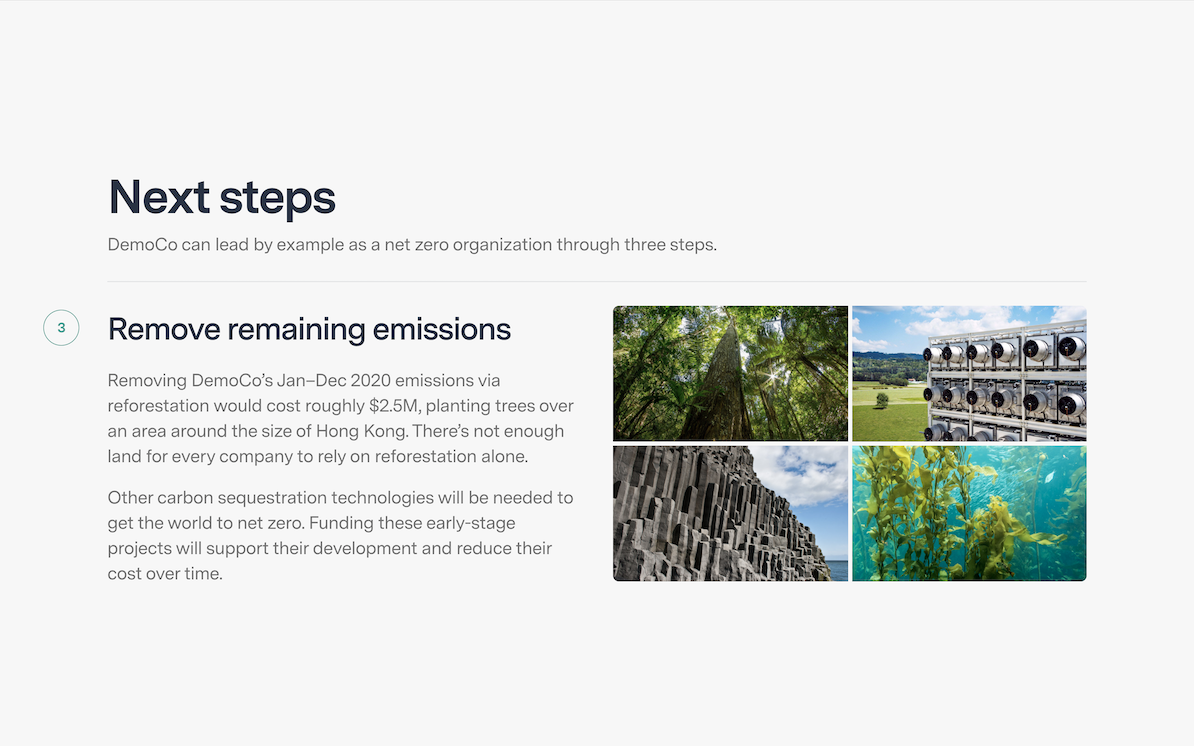 Next steps
DemoCo can lead by example as a net zero organization through three steps.
3
Remove remaining emissions
Removing DemoCo’s Jan–Dec 2020 emissions via
reforestation would cost roughly $2.5M, planting trees over
an area around the size of Hong Kong. There’s not enough
land for every company to rely on reforestation alone.
Other carbon sequestration technologies will be needed to
get the world to net zero. Funding these early-stage
projects will support their development and reduce their
cost over time.